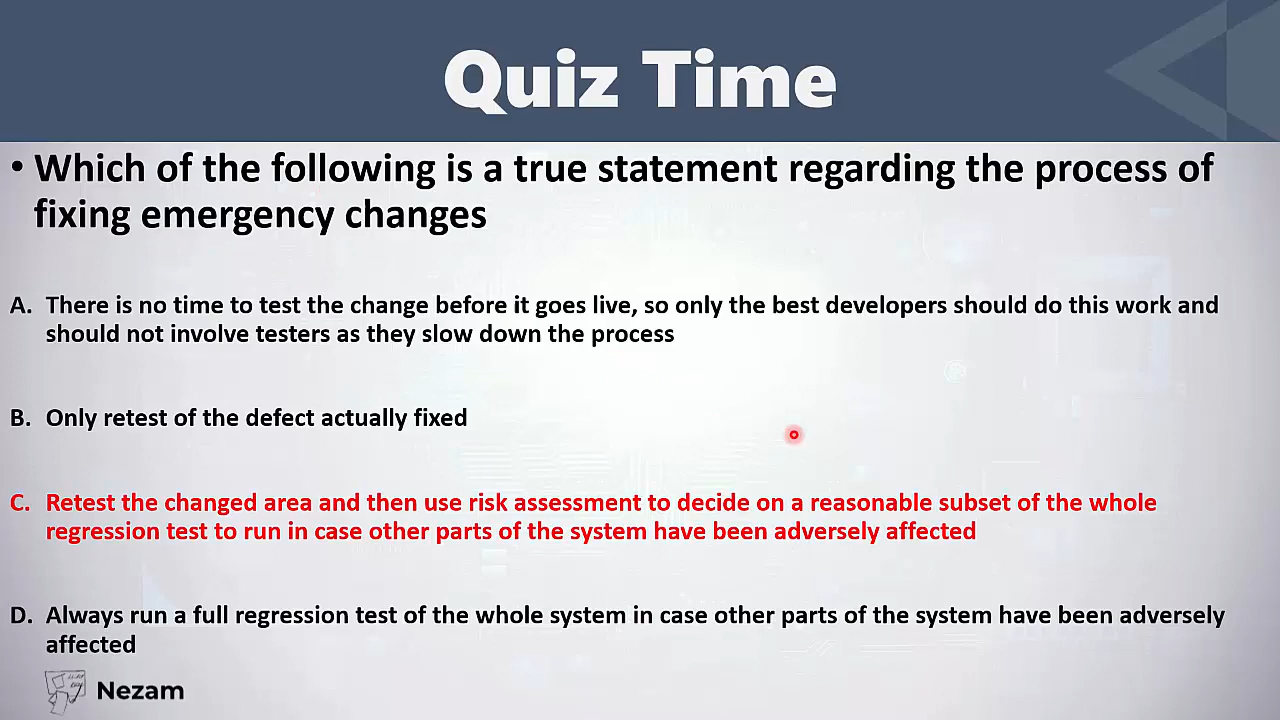 Quiz Time
• Which of the following is a true statement regarding the process of
fixing emergency changes
A. There is no time to test the change before it goes live, so only the best developers should do this work and
should not involve testers as they slow down the process
B. Only retest of the defect actually fixed
C. Retest the changed area and then use risk assessment to decide on a reasonable subset of the whole
regression test to run in case other parts of the system have been adversely affected
D. Always run a full regression test of the whole system in case other parts of the system have been adversely
affected
Nezam